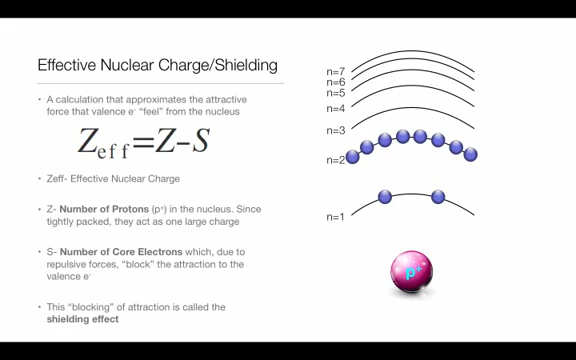 Effective Nuclear Charge/Shielding
• A calculation that approximates the attractive
force that valence e⁻ “feel” from the nucleus
Zeff=Z-S
• Zeff- Effective Nuclear Charge
• Z- Number of Protons (p⁺) in the nucleus. Since
tightly packed, they act as one large charge
• S- Number of Core Electrons which, due to
repulsive forces, “block” the attraction to the
valence e⁻
• This “blocking” of attraction is called the
shielding effect
n=7
n=6
n=5
n=4
n=3
n=2
n=1
p⁺